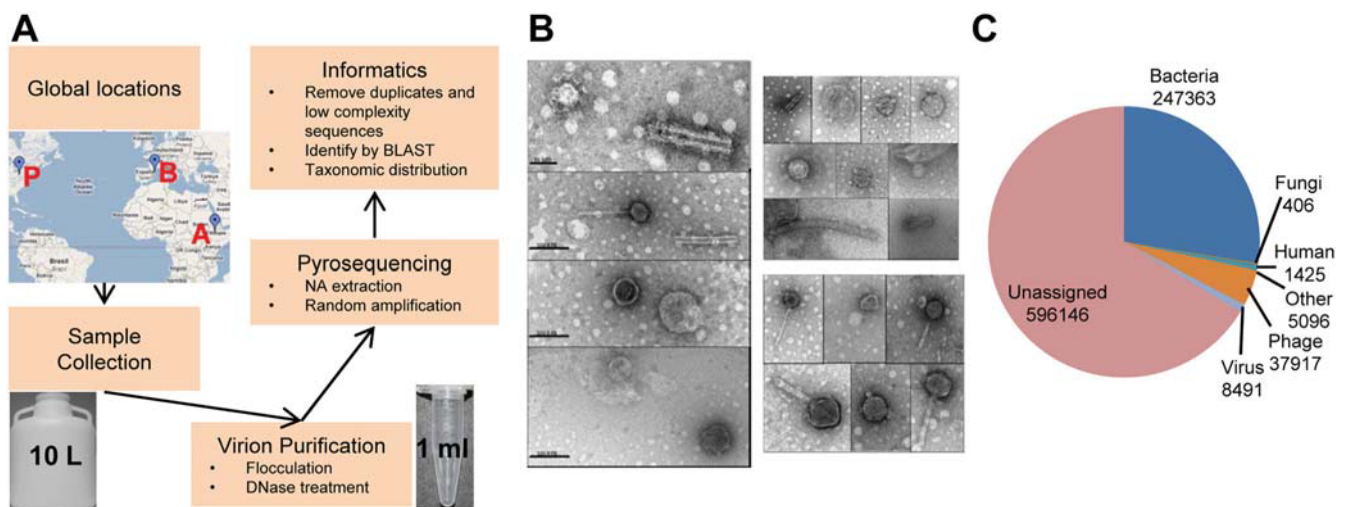 A
Global locations
P
B
A
Brasil
Sample
Collection
10 L
Virion Purification
• Flocculation
• DNase treatment
1 ml
Pyrosequencing
• NA extraction
• Random amplification
Informatics
• Remove duplicates and
low complexity
sequences
• Identify by BLAST
• Taxonomic distribution
B
C
Bacteria
247363
Fungi
406
Human
1425
Other
5096
Phage
37917
Virus
8491
Unassigned
596146